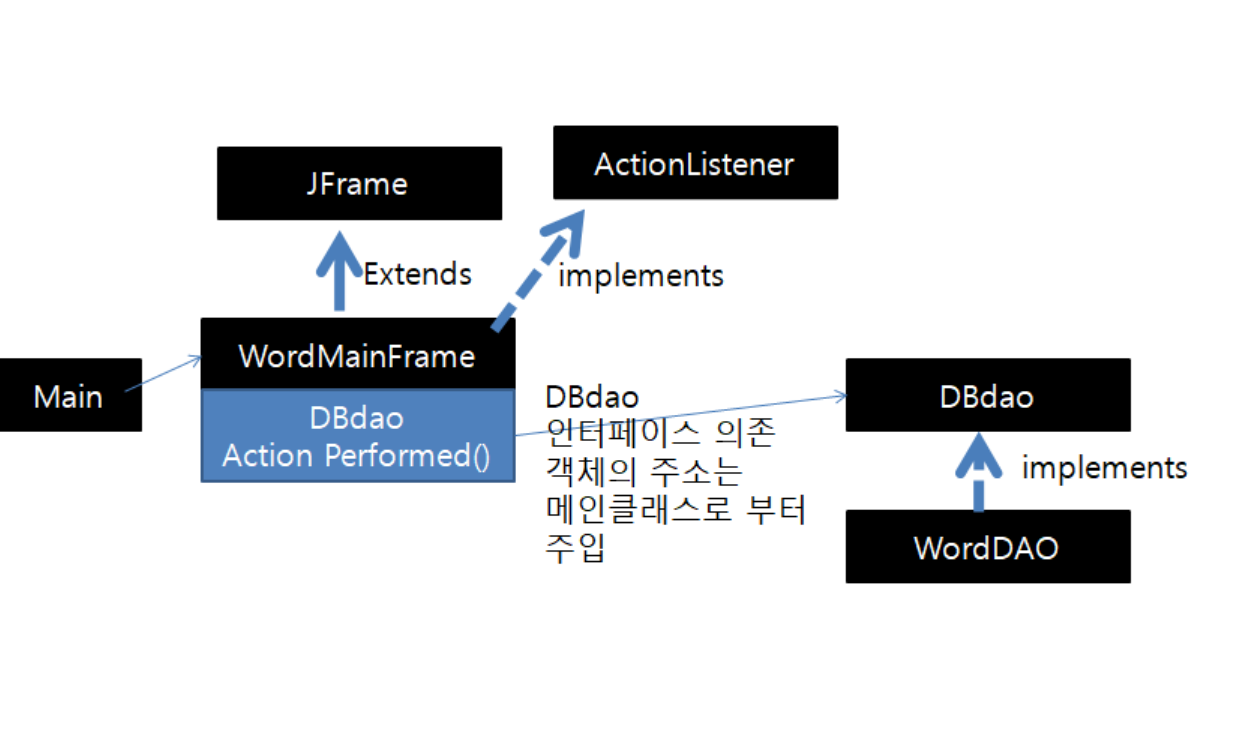 JFrame
ActionListener
Extends
implements
WordMainFrame
Main
DBdao
Action Performed()
DBdao
인터페이스 의존
객체의 주소는
메인클래스로 부터
주입
DBdao
implements
WordDAO